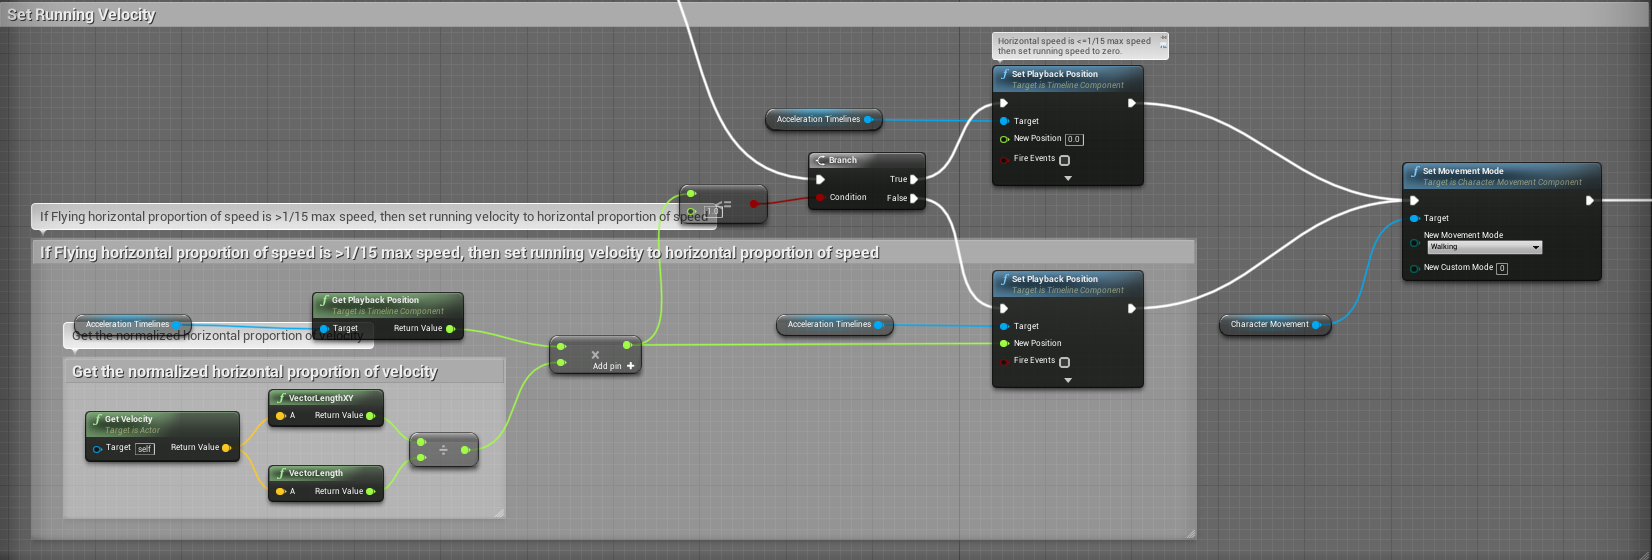 Set Running Velocity
Horizontal speed is <=1/15 max speed
then set running speed to zero.
Set Playback Position
Target is Timeline Component
Target
New Position 0.0
Fire Events
Acceleration Timelines
Branch
True
Condition
False
<=
1.0
Set Movement Mode
Target is Character Movement Component
Target
New Movement Mode
Walking
New Custom Mode 0
If Flying horizontal proportion of speed is >1/15 max speed, then set running velocity to horizontal proportion of speed
If Flying horizontal proportion of speed is >1/15 max speed, then set running velocity to horizontal proportion of speed
Get Playback Position
Target is Timeline Component
Target Return Value
Acceleration Timelines
Get the normalized horizontal proportion of velocity
×
Add pin +
Acceleration Timelines
Set Playback Position
Target is Timeline Component
Target
New Position
Fire Events
Character Movement
Get the normalized horizontal proportion of velocity
Get Velocity
Target is Actor
Target self Return Value
VectorLengthXY
A Return Value
VectorLength
A Return Value
÷